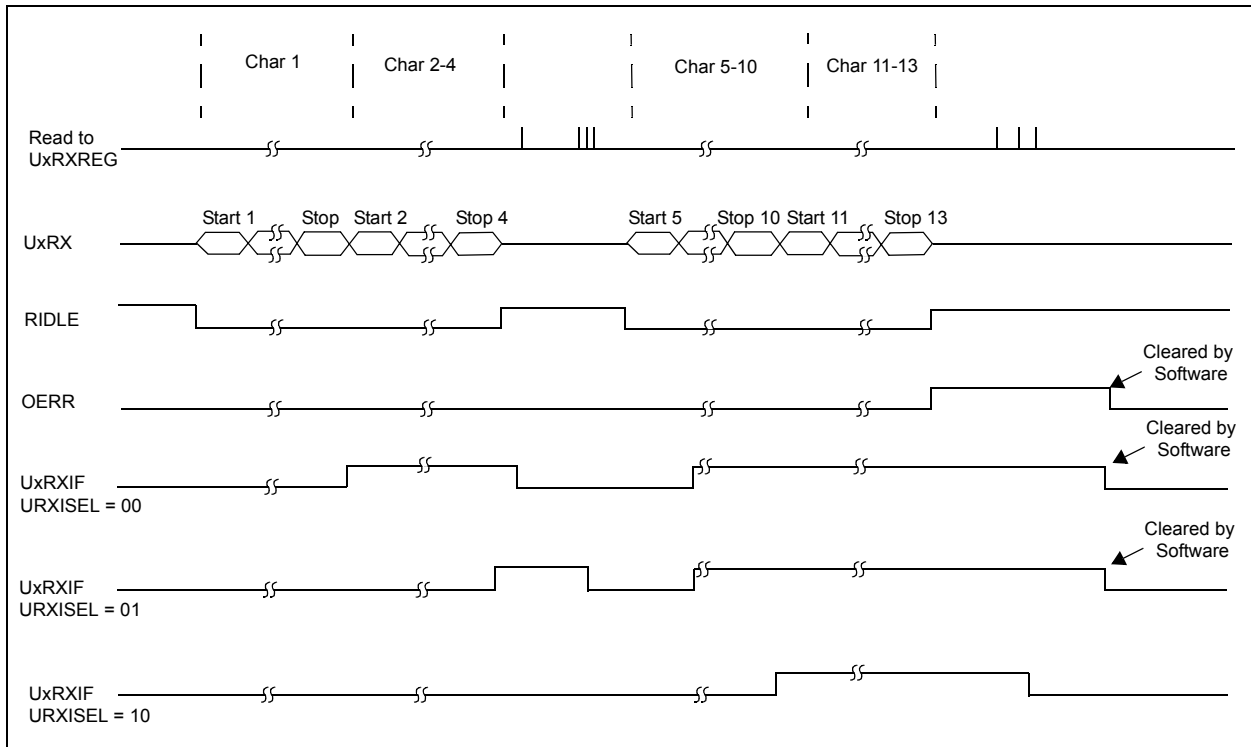 Char 1
Char 2-4
Char 5-10
Char 11-13
Read to
UxRXREG
Start 1
Stop
Start 2
Stop 4
Start 5
Stop 10
Start 11
Stop 13
UxRX
RIDLE
Cleared by
Software
OERR
Cleared by
Software
UxRXIF
URXISEL = 00
Cleared by
Software
UxRXIF
URXISEL = 01
UxRXIF
URXISEL = 10